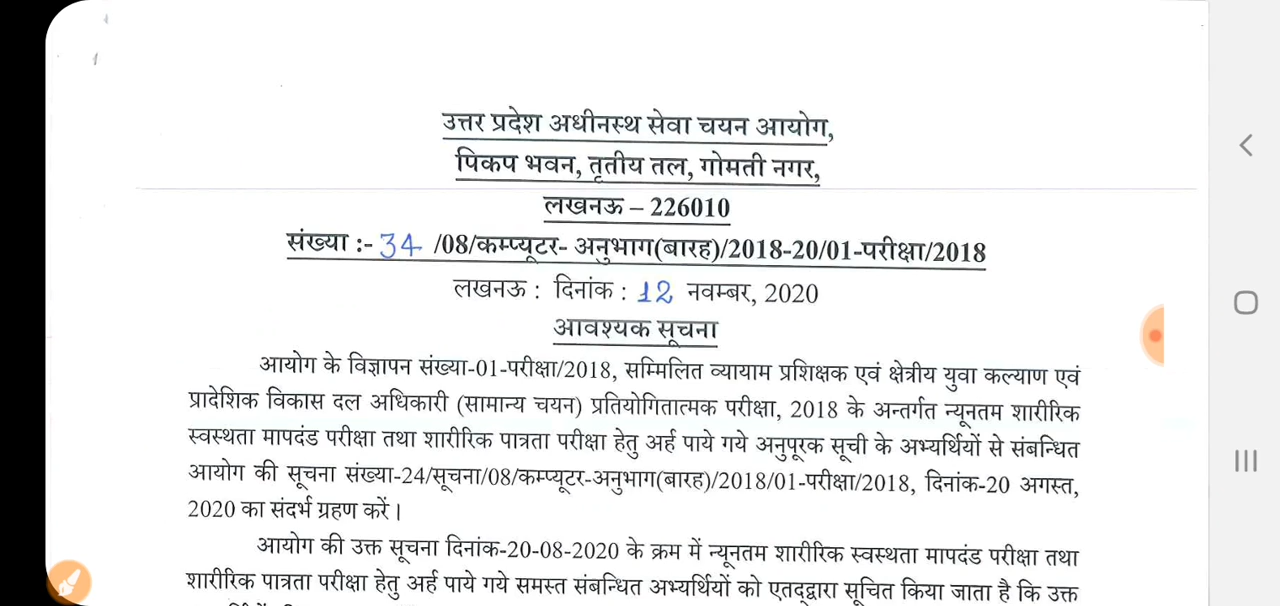 उत्तर प्रदेश अधीनस्थ सेवा चयन आयोग,
पिकप भवन, तृतीय तल, गोमती नगर,
लखनऊ – 226010
संख्या :- 34 /08/कम्प्यूटर- अनुभाग(बारह)/2018-20/01-परीक्षा/2018
लखनऊ : दिनांक : 12 नवम्बर, 2020
आवश्यक सूचना
आयोग के विज्ञापन संख्या-01-परीक्षा/2018, सम्मिलित व्यायाम प्रशिक्षक एवं क्षेत्रीय युवा कल्याण एवं
प्रादेशिक विकास दल अधिकारी (सामान्य चयन) प्रतियोगितात्मक परीक्षा, 2018 के अन्तर्गत न्यूनतम शारीरिक
स्वस्थता मापदंड परीक्षा तथा शारीरिक पात्रता परीक्षा हेतु अर्ह पाये गये अनुपूरक सूची के अभ्यर्थियों से संबन्धित
आयोग की सूचना संख्या-24/सूचना/08/कम्प्यूटर-अनुभाग(बारह)/2018/01-परीक्षा/2018, दिनांक-20 अगस्त,
2020 का संदर्भ ग्रहण करें।
आयोग की उक्त सूचना दिनांक-20-08-2020 के क्रम में न्यूनतम शारीरिक स्वस्थता मापदंड परीक्षा तथा
शारीरिक पात्रता परीक्षा हेतु अर्ह पाये गये समस्त संबन्धित अभ्यर्थियों को एतद्द्वारा सूचित किया जाता है कि उक्त